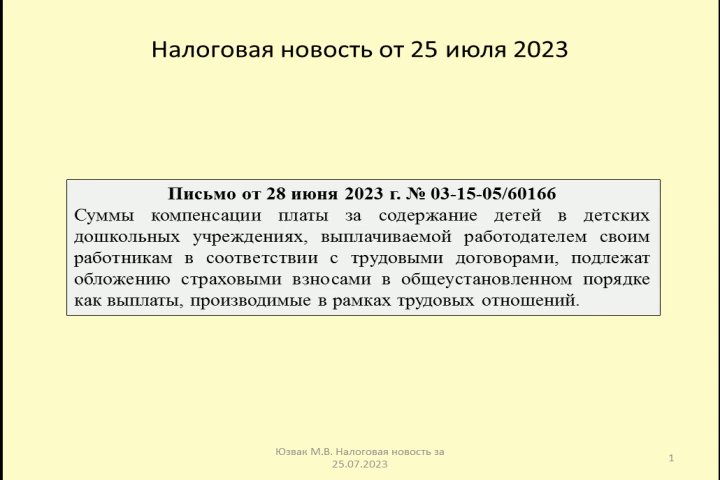 Налоговая новость от 25 июля 2023
Письмо от 28 июня 2023 г. № 03-15-05/60166
Суммы компенсации платы за содержание детей в детских
дошкольных учреждениях, выплачиваемой работодателем своим
работникам в соответствии с трудовыми договорами, подлежат
обложению страховыми взносами в общеустановленном порядке
как выплаты, производимые в рамках трудовых отношений.
Юзвак М.В. Налоговая новость за
25.07.2023
1